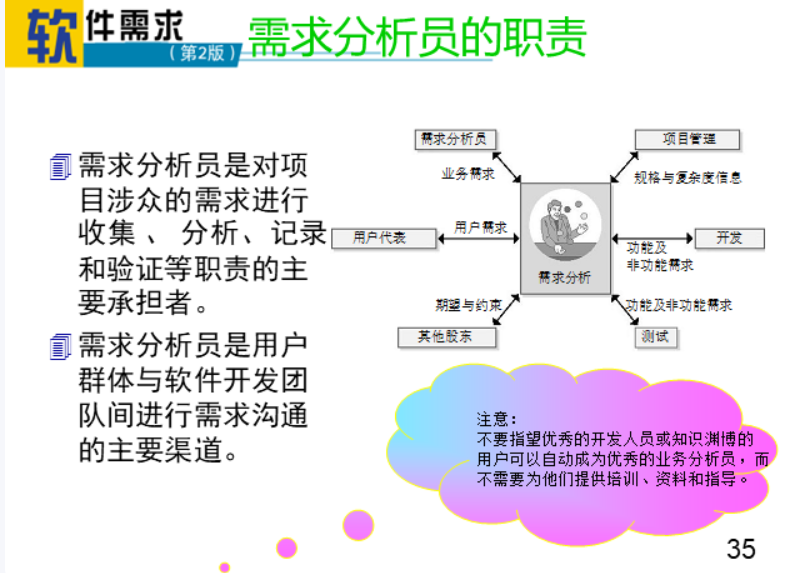 软件需求
（第2版）
需求分析员的职责
需求分析员是对项
目涉众的需求进行
收集 、 分析、记录
和验证等职责的主
要承担者。
需求分析员是用户
群体与软件开发团
队间进行需求沟通
的主要渠道。
需求分析员
项目管理
业务需求
规格与复杂度信息
用户代表
用户需求
开发
功能及
非功能需求
需求分析
期望与约束
功能及非功能需求
其他股东
测试
注意：
不要指望优秀的开发人员或知识渊博的
用户可以自动成为优秀的业务分析员，而
不需要为他们提供培训、资料和指导。
35